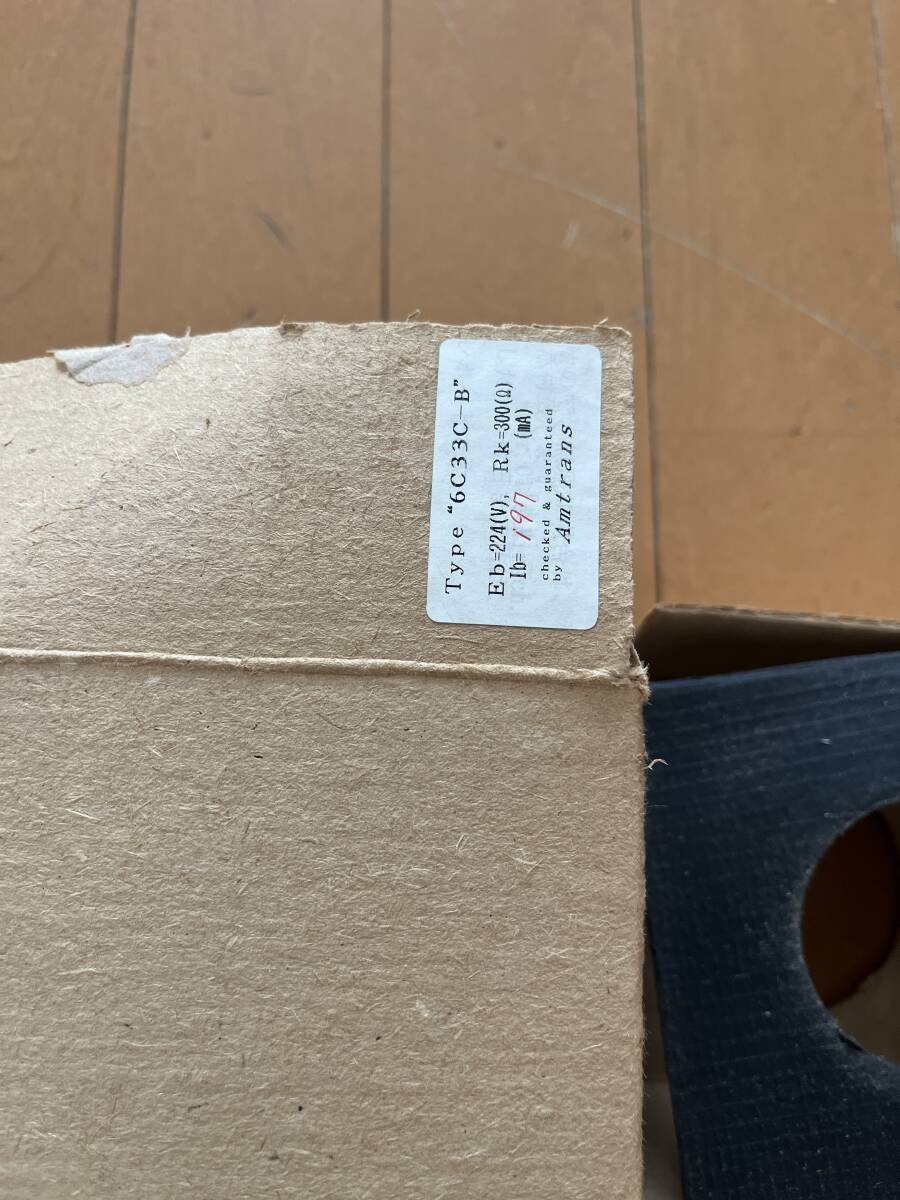 Type “6C33C-B”
Eb=224(V), Rk=300(Ω)
Ib= 197 (mA)
checked & guaranteed
by Amtrans